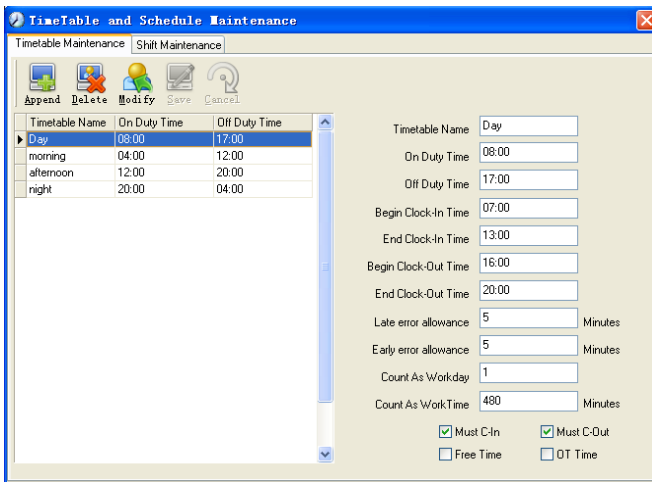 TimeTable and Schedule Maintenance
Timetable Maintenance Shift Maintenance
Append Delete Modify Save Cancel
Timetable Name On Duty Time Off Duty Time
Day 08:00 17:00
morning 04:00 12:00
afternoon 12:00 20:00
night 20:00 04:00
Timetable Name Day
On Duty Time 08:00
Off Duty Time 17:00
Begin Clock-In Time 07:00
End Clock-In Time 13:00
Begin Clock-Out Time 16:00
End Clock-Out Time 20:00
Late error allowance 5 Minutes
Early error allowance 5 Minutes
Count As Workday 1
Count As WorkTime 480 Minutes
Must C-In Must C-Out
Free Time OT Time